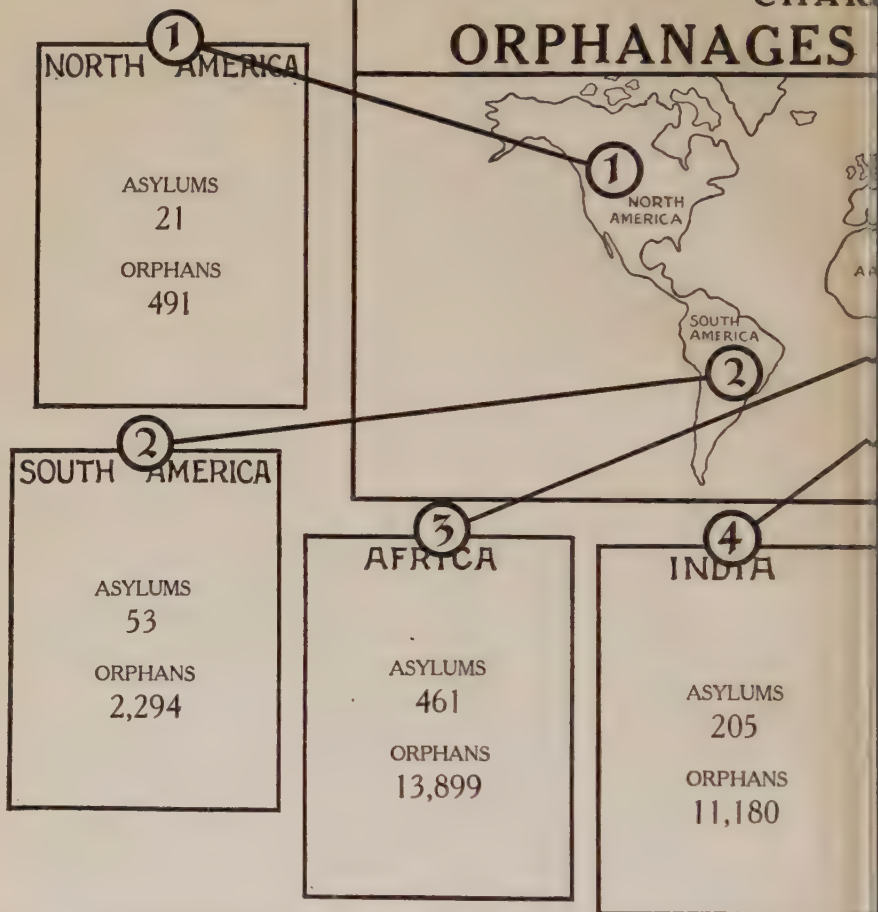 ORPHANAGES
1
NORTH AMERICA
ASYLUMS
21
ORPHANS
491
1
NORTH
AMERICA
SOUTH
AMERICA
2
2
SOUTH AMERICA
ASYLUMS
53
ORPHANS
2,294
3
AFRICA
ASYLUMS
461
ORPHANS
13,899
4
INDIA
ASYLUMS
205
ORPHANS
11,180